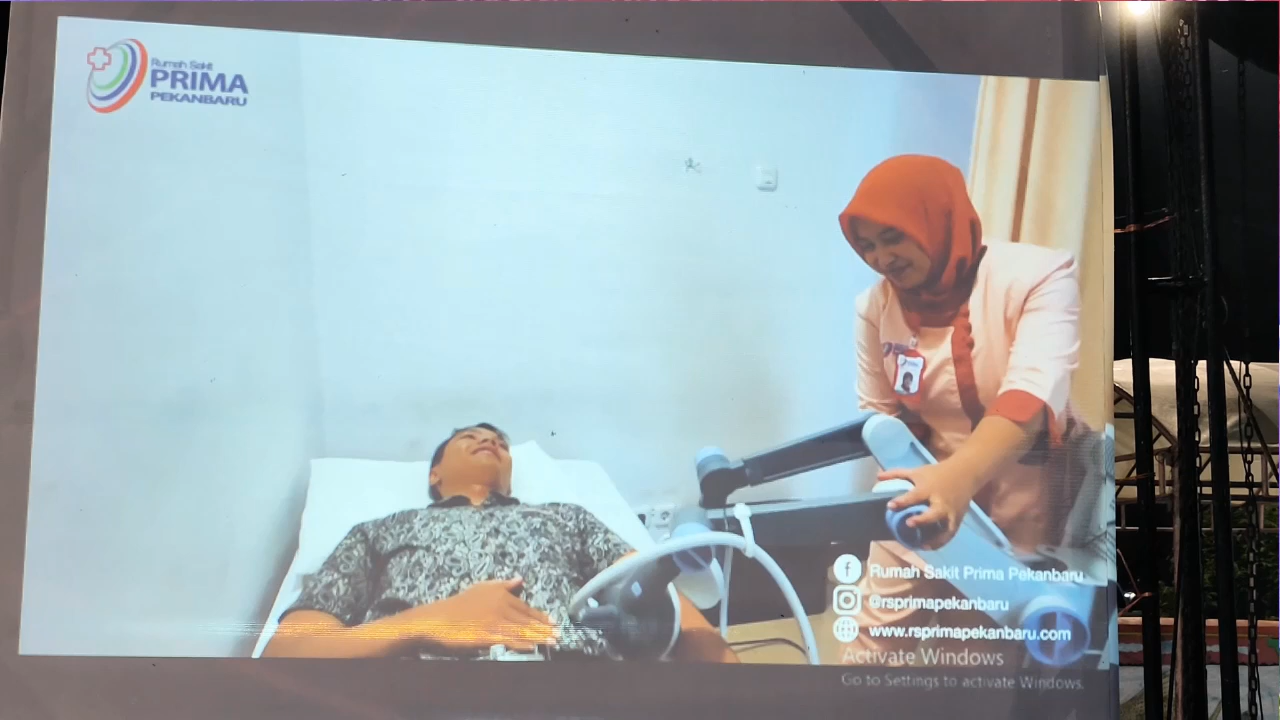 Rumah Sakit
PRIMA
PEKANBARU
Rumah Sakit Prima Pekanbaru
@rsprimapekanbaru
www.rsprimapekanbaru.com
Activate Windows
Go to Settings to activate Windows.